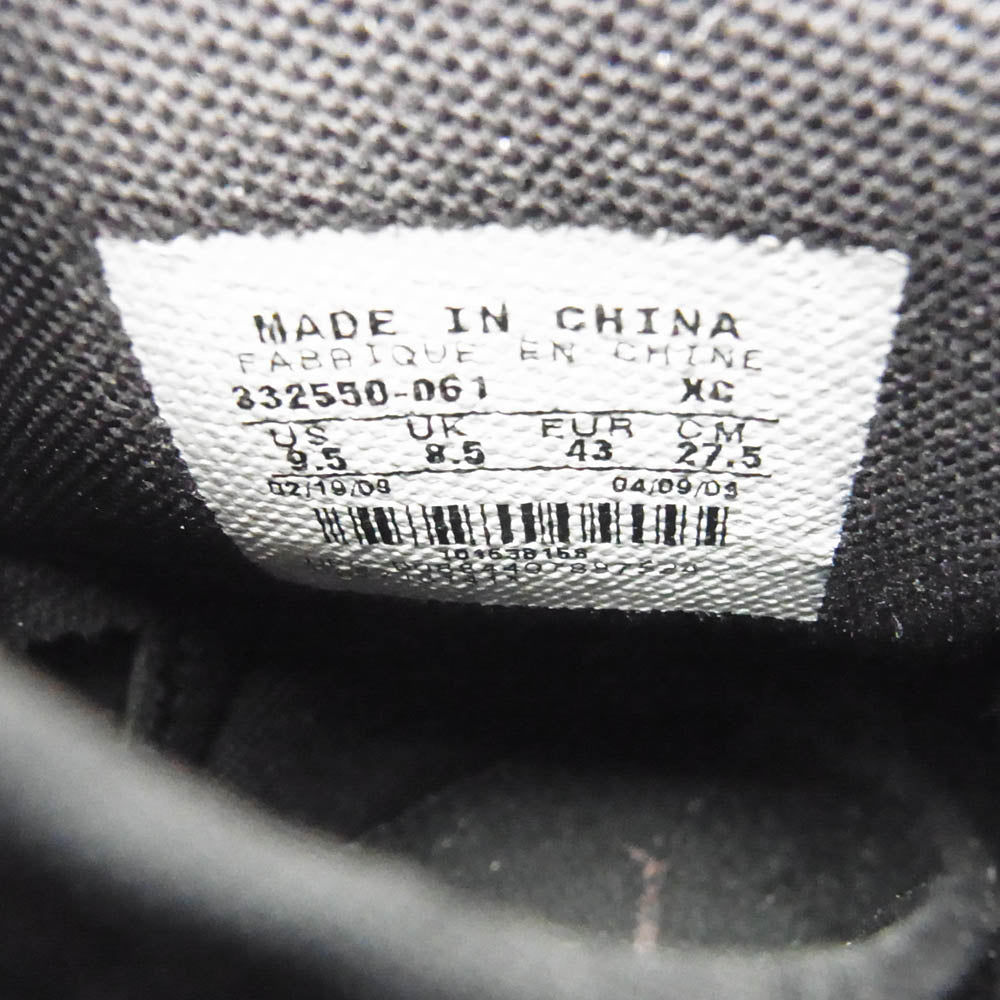 MADE IN CHINA
FABRIQUE EN CHINE
332550-061 XC
US UK EUR CM
9.5 8.5 43 27.5
02/19/09 04/09/09